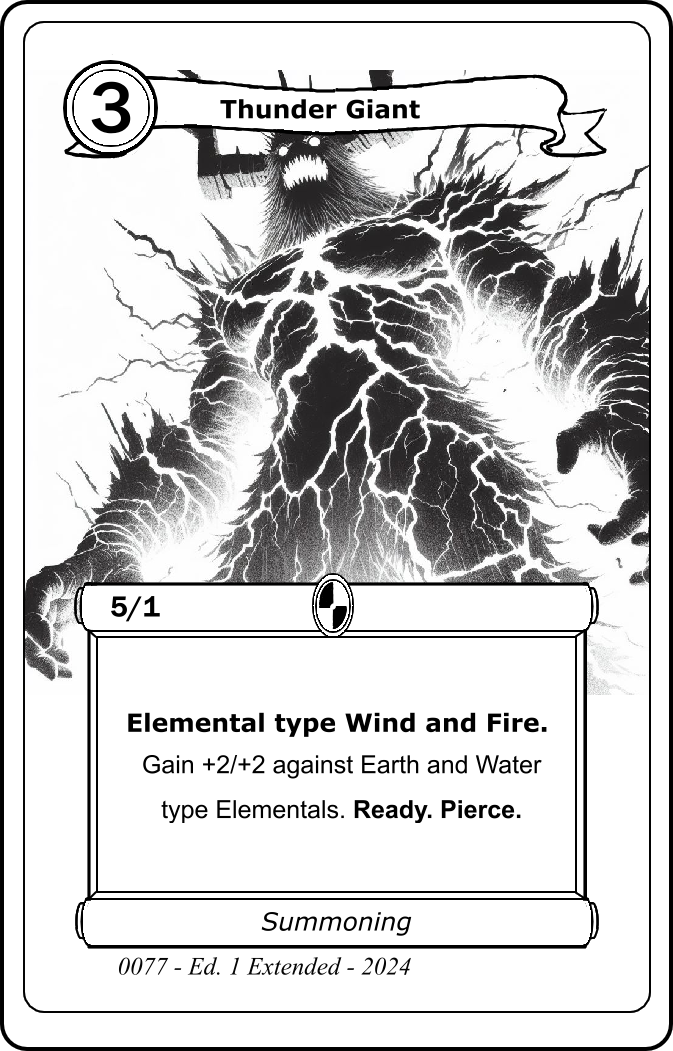 3
Thunder Giant
5/1
Elemental type Wind and Fire.
Gain +2/+2 against Earth and Water
type Elementals. Ready. Pierce.
Summoning
0077 - Ed. 1 Extended - 2024